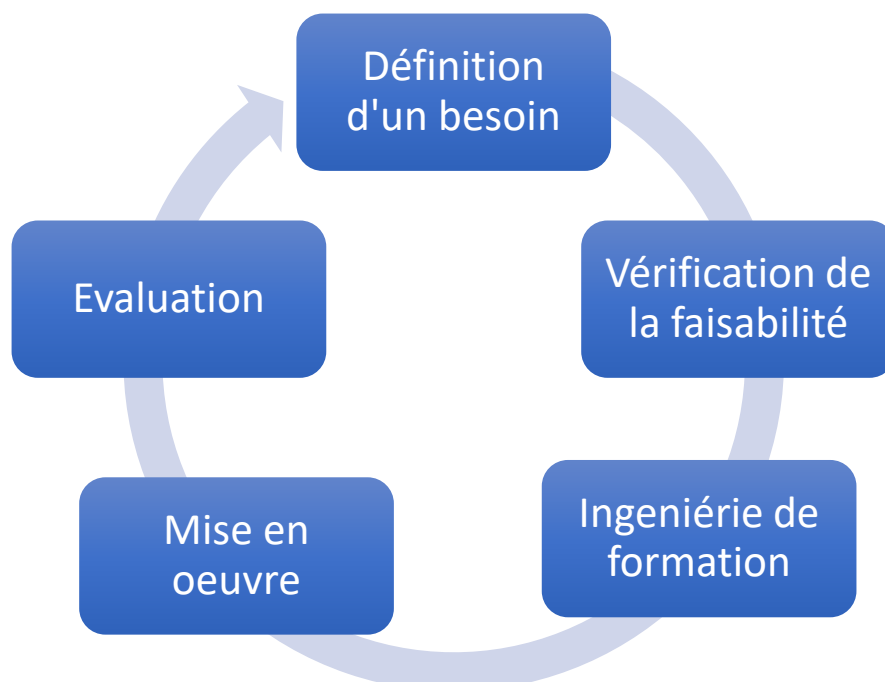 Définition
d'un besoin
Vérification de
la faisabilité
Ingeniérie de
formation
Mise en
oeuvre
Evaluation